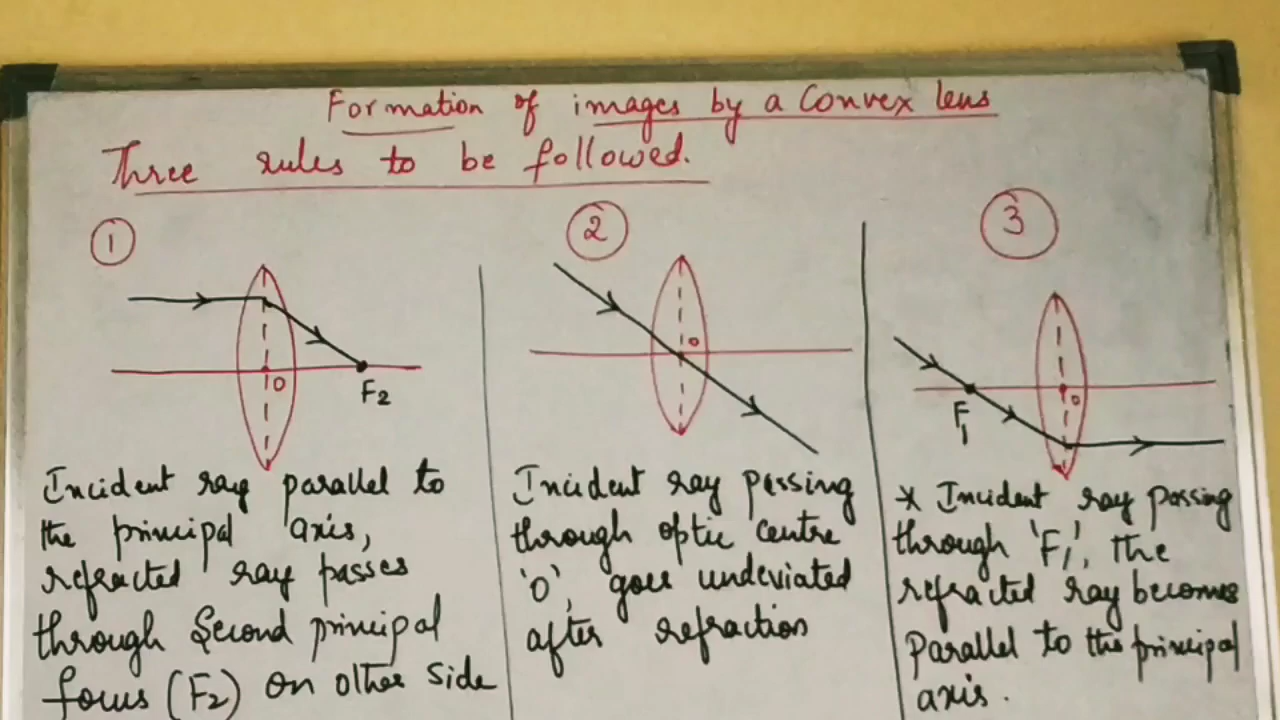 Formation of images by a Convex lens
Three rules to be followed.
1
O
F2
Incident ray parallel to
the principal axis,
refracted ray passes
through Second principal
focus (F2) on other side
2
O
Incident ray passing
through optic centre
'O', goes undeviated
after refraction
3
F1
O
* Incident ray passing
through 'F1', the
refracted ray becomes
Parallel to the principal
axis.